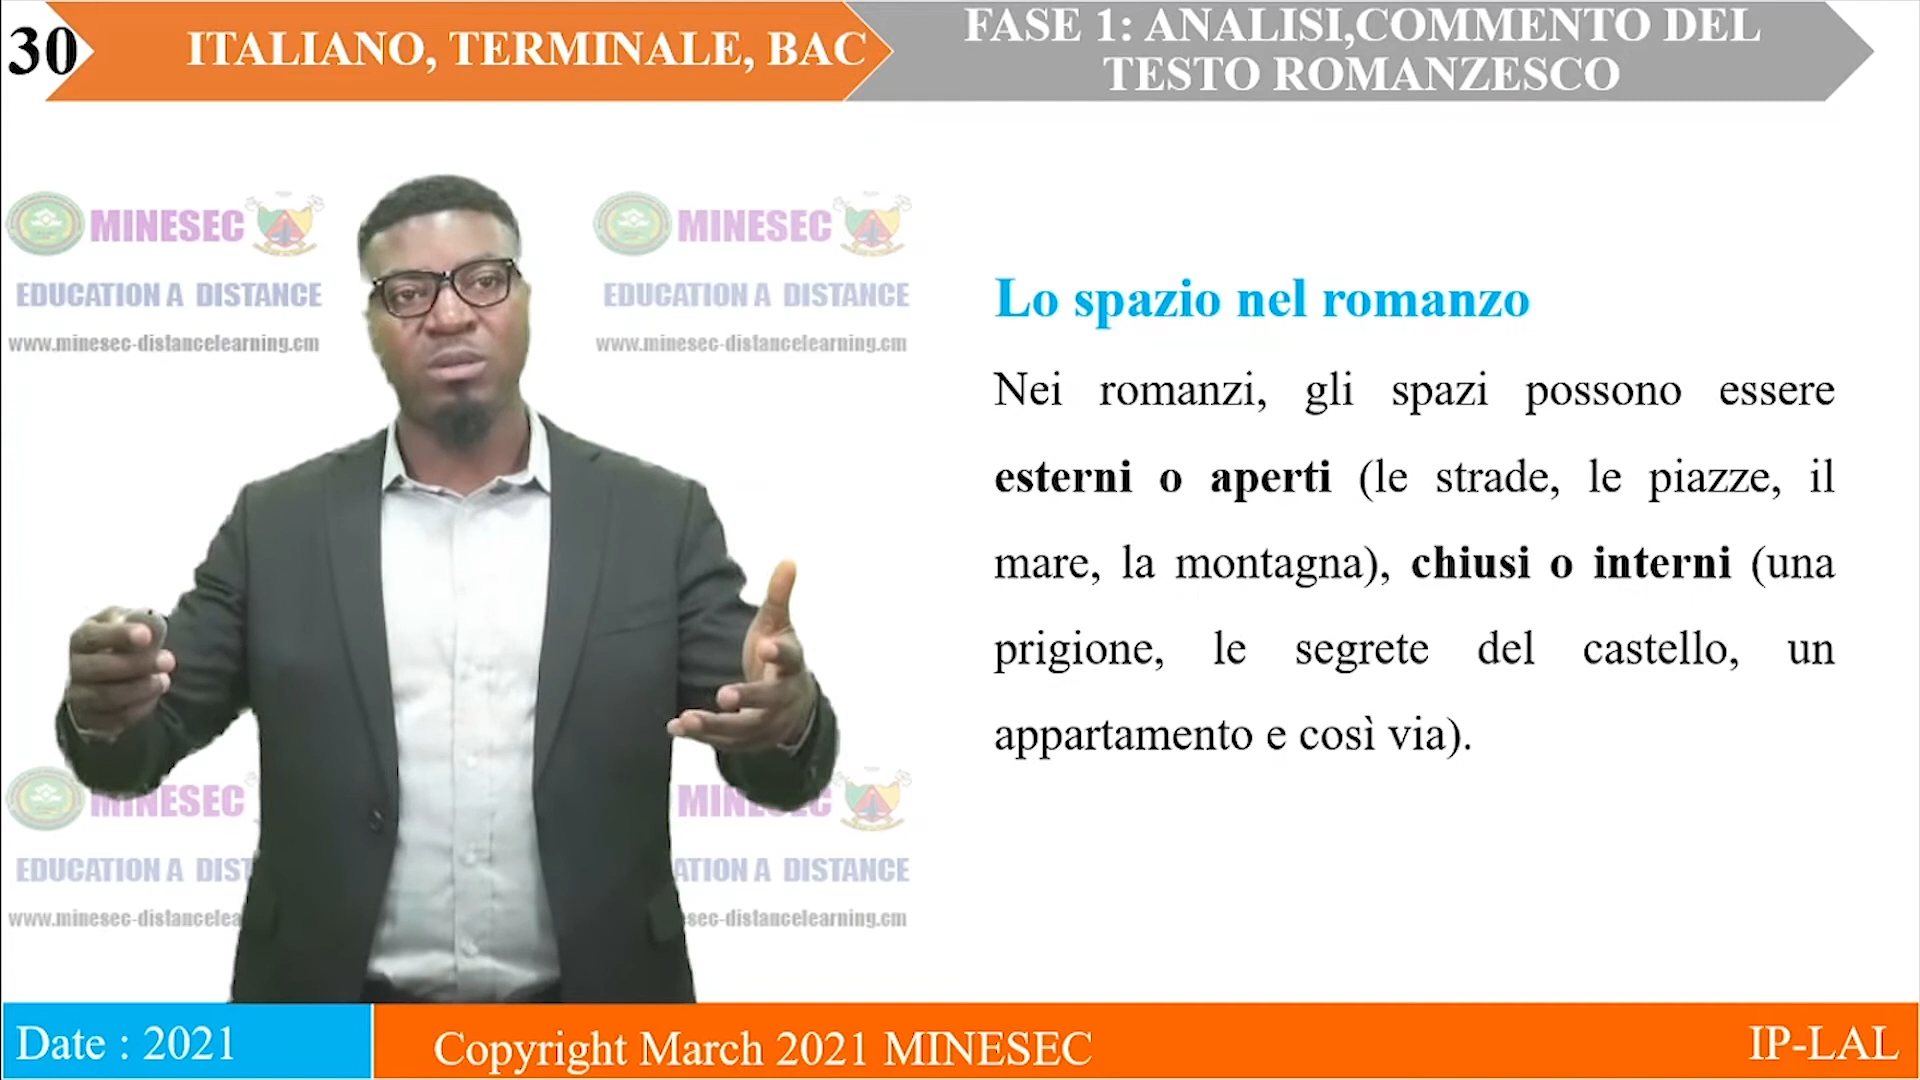 30
ITALIANO, TERMINALE, BAC
FASE 1: ANALISI,COMMENTO DEL
TESTO ROMANZESCO
MINESEC
MINESEC
EDUCATION A DISTANCE
EDUCATION A DISTANCE
www.minesec-distancelearning.cm
www.minesec-distancelearning.cm
Lo spazio nel romanzo
Nei romanzi, gli spazi possono essere
esterni o aperti (le strade, le piazze, il
mare, la montagna), chiusi o interni (una
prigione, le segrete del castello, un
appartamento e così via).
MINESEC
MINESEC
EDUCATION A DIST
ATION A DISTANCE
www.minesec-distancelea
sec-distancelearning.cm
Date : 2021
Copyright March 2021 MINESEC
IP-LAL